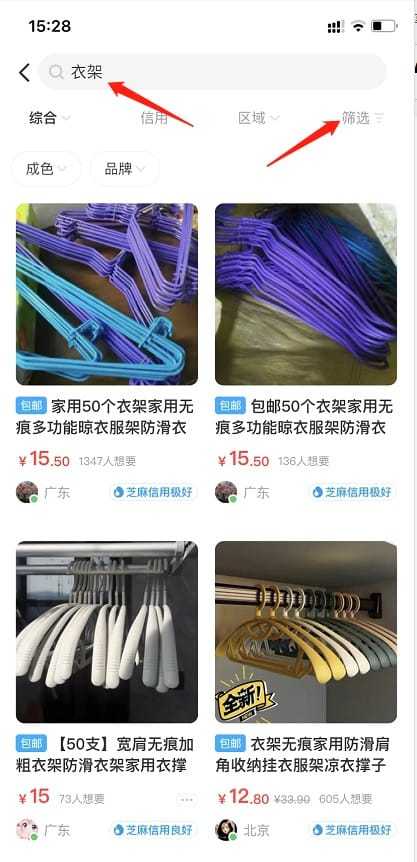 15:28
衣架
综合
信用
区域
筛选
成色
品牌
包邮 家用50个衣架家用无
痕多功能晾衣服架防滑衣
¥15.50 1347人想要
广东 芝麻信用极好
包邮 包邮50个衣架家用无
痕多功能晾衣服架防滑衣
¥15.50 136人想要
广东 芝麻信用极好
包邮 【50支】宽肩无痕加
粗衣架防滑衣架家用衣撑
¥15 73人想要 ...
广东 芝麻信用良好
全新!
包邮 衣架无痕家用防滑肩
角收纳挂衣服架凉衣撑子
¥12.80 ¥33.90 605人想要
北京 芝麻信用极好